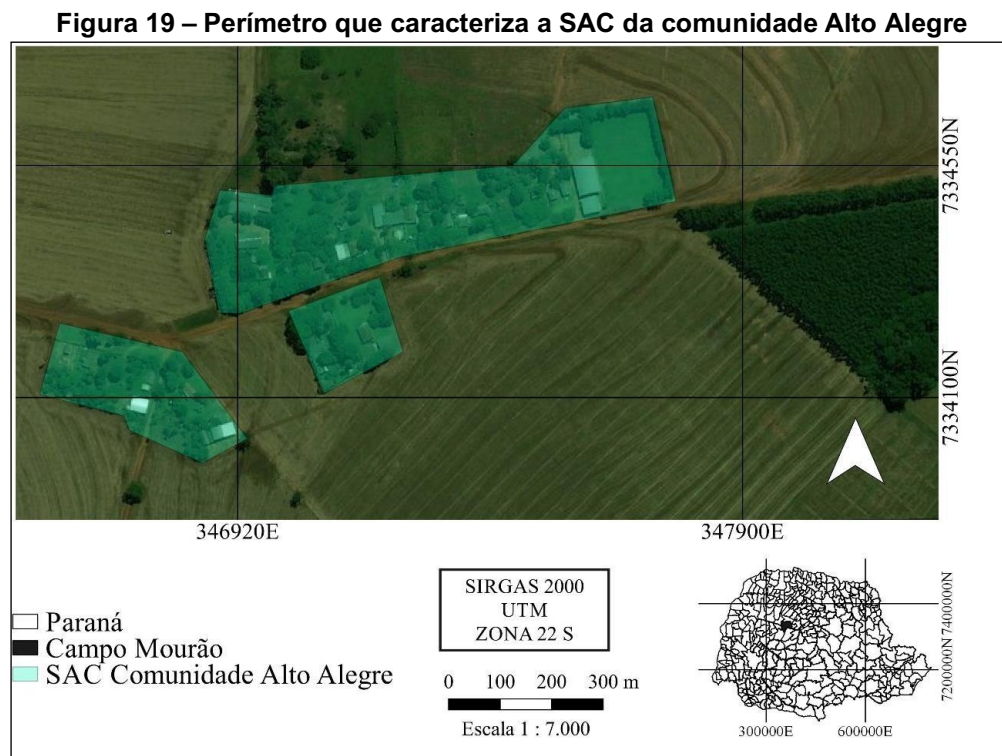 Figura 19 – Perímetro que caracteriza a SAC da comunidade Alto Alegre
7334550N
7334100N
346920E
347900E
Paraná
Campo Mourão
SAC Comunidade Alto Alegre
SIRGAS 2000
UTM
ZONA 22 S
0 100 200 300 m
Escala 1 : 7.000
7400000N
7200000N
300000E
600000E